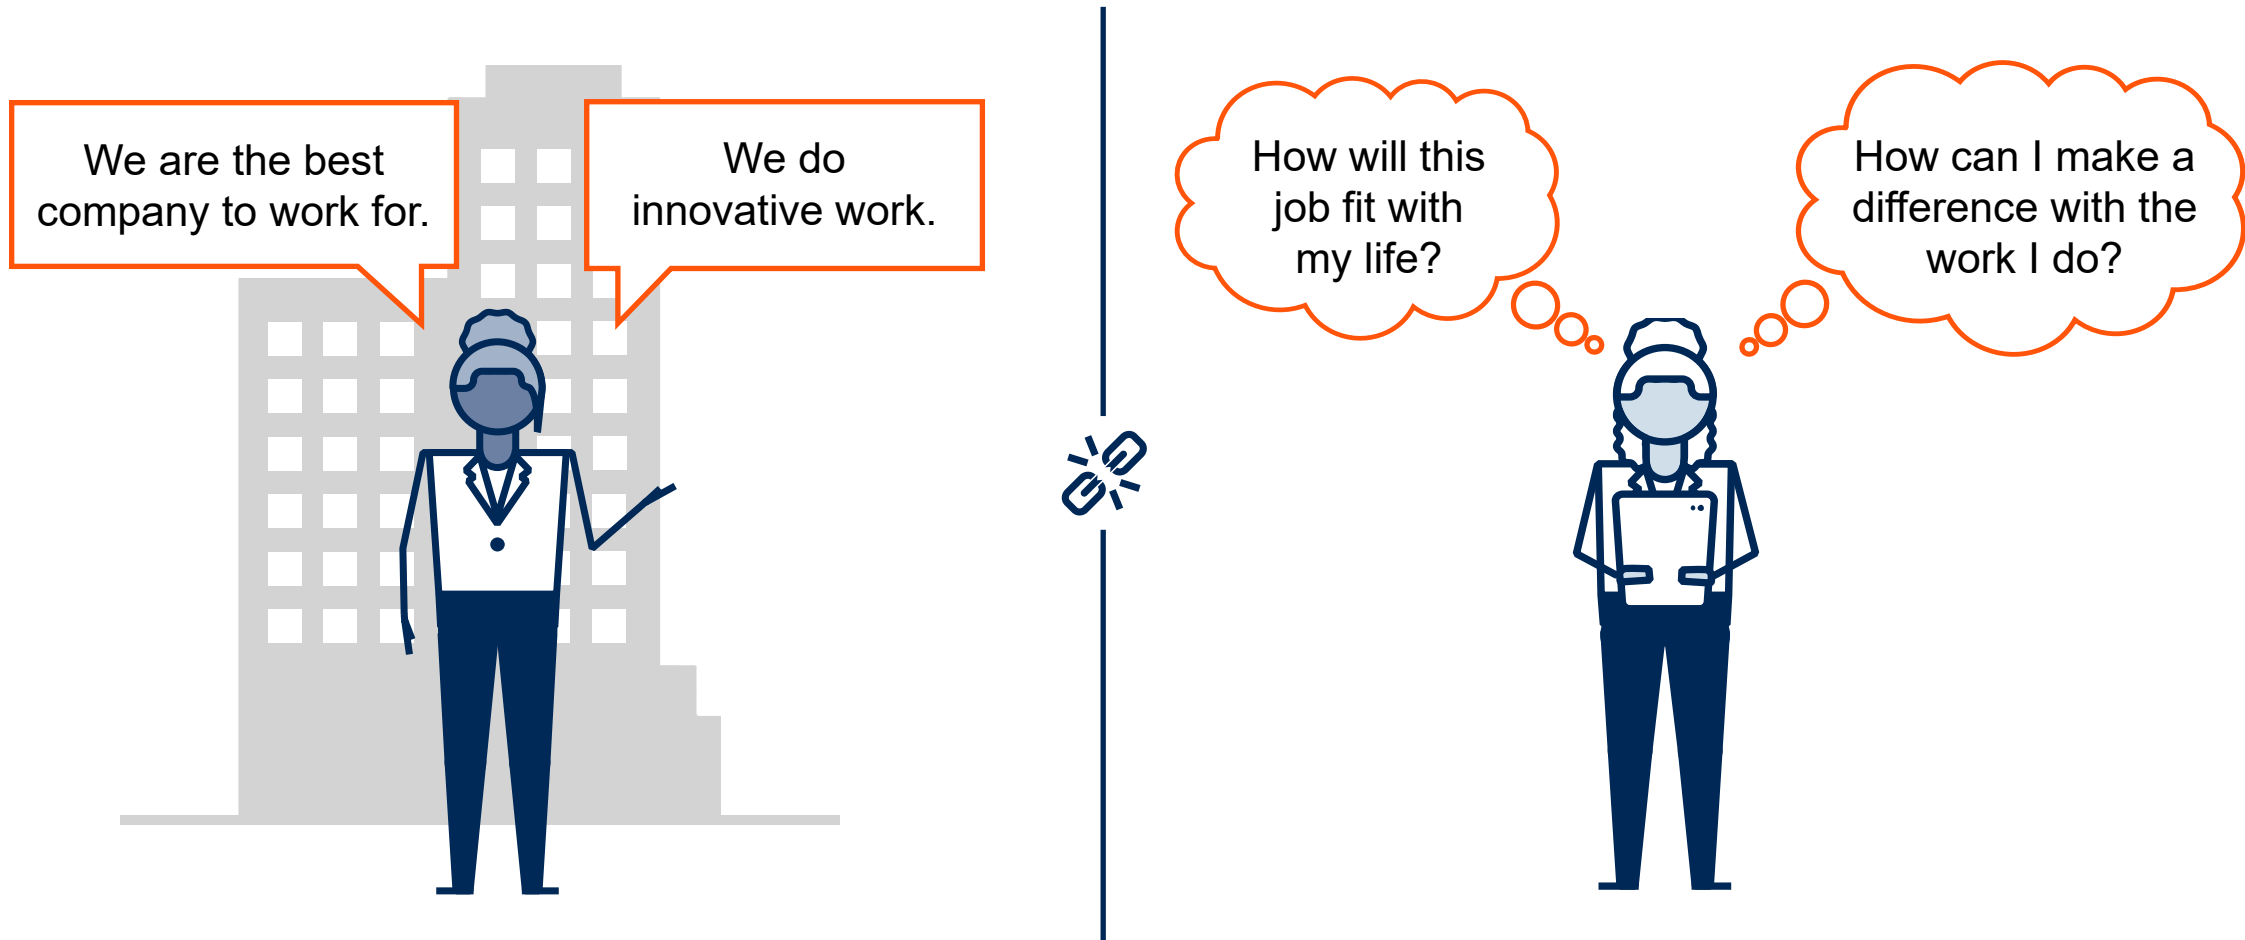 We are the best
company to work for.
We do
innovative work.
How will this
job fit with
my life?
How can I make a
difference with the
work I do?